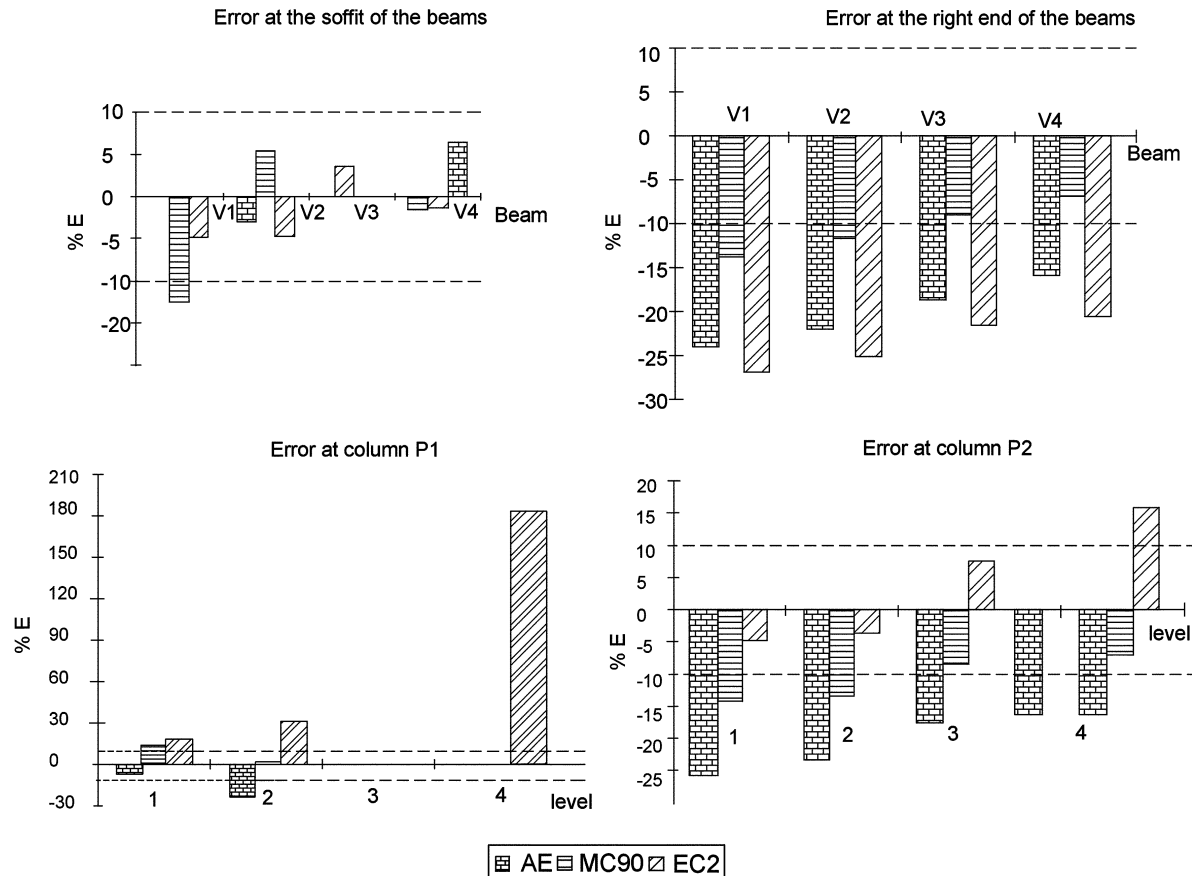 Error at the soffit of the beams
10
5
0
-5
-10
-20
% E
V1
V2
V3
V4
Beam
Error at the right end of the beams
10
5
0
-5
-10
-15
-20
-25
-30
% E
V1
V2
V3
V4
Beam
Error at column P1
210
180
150
120
90
60
30
0
-30
% E
1
2
3
4
level
Error at column P2
20
15
10
5
0
-5
-10
-15
-20
-25
% E
1
2
3
4
level
AE MC90 EC2